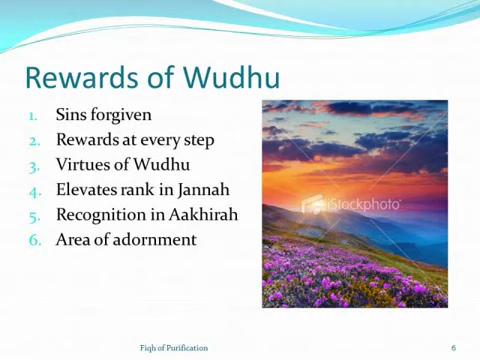 Rewards of Wudhu
1. Sins forgiven
2. Rewards at every step
3. Virtues of Wudhu
4. Elevates rank in Jannah
5. Recognition in Aakhirah
6. Area of adornment
iStockphoto
Fiqh of Purification
6